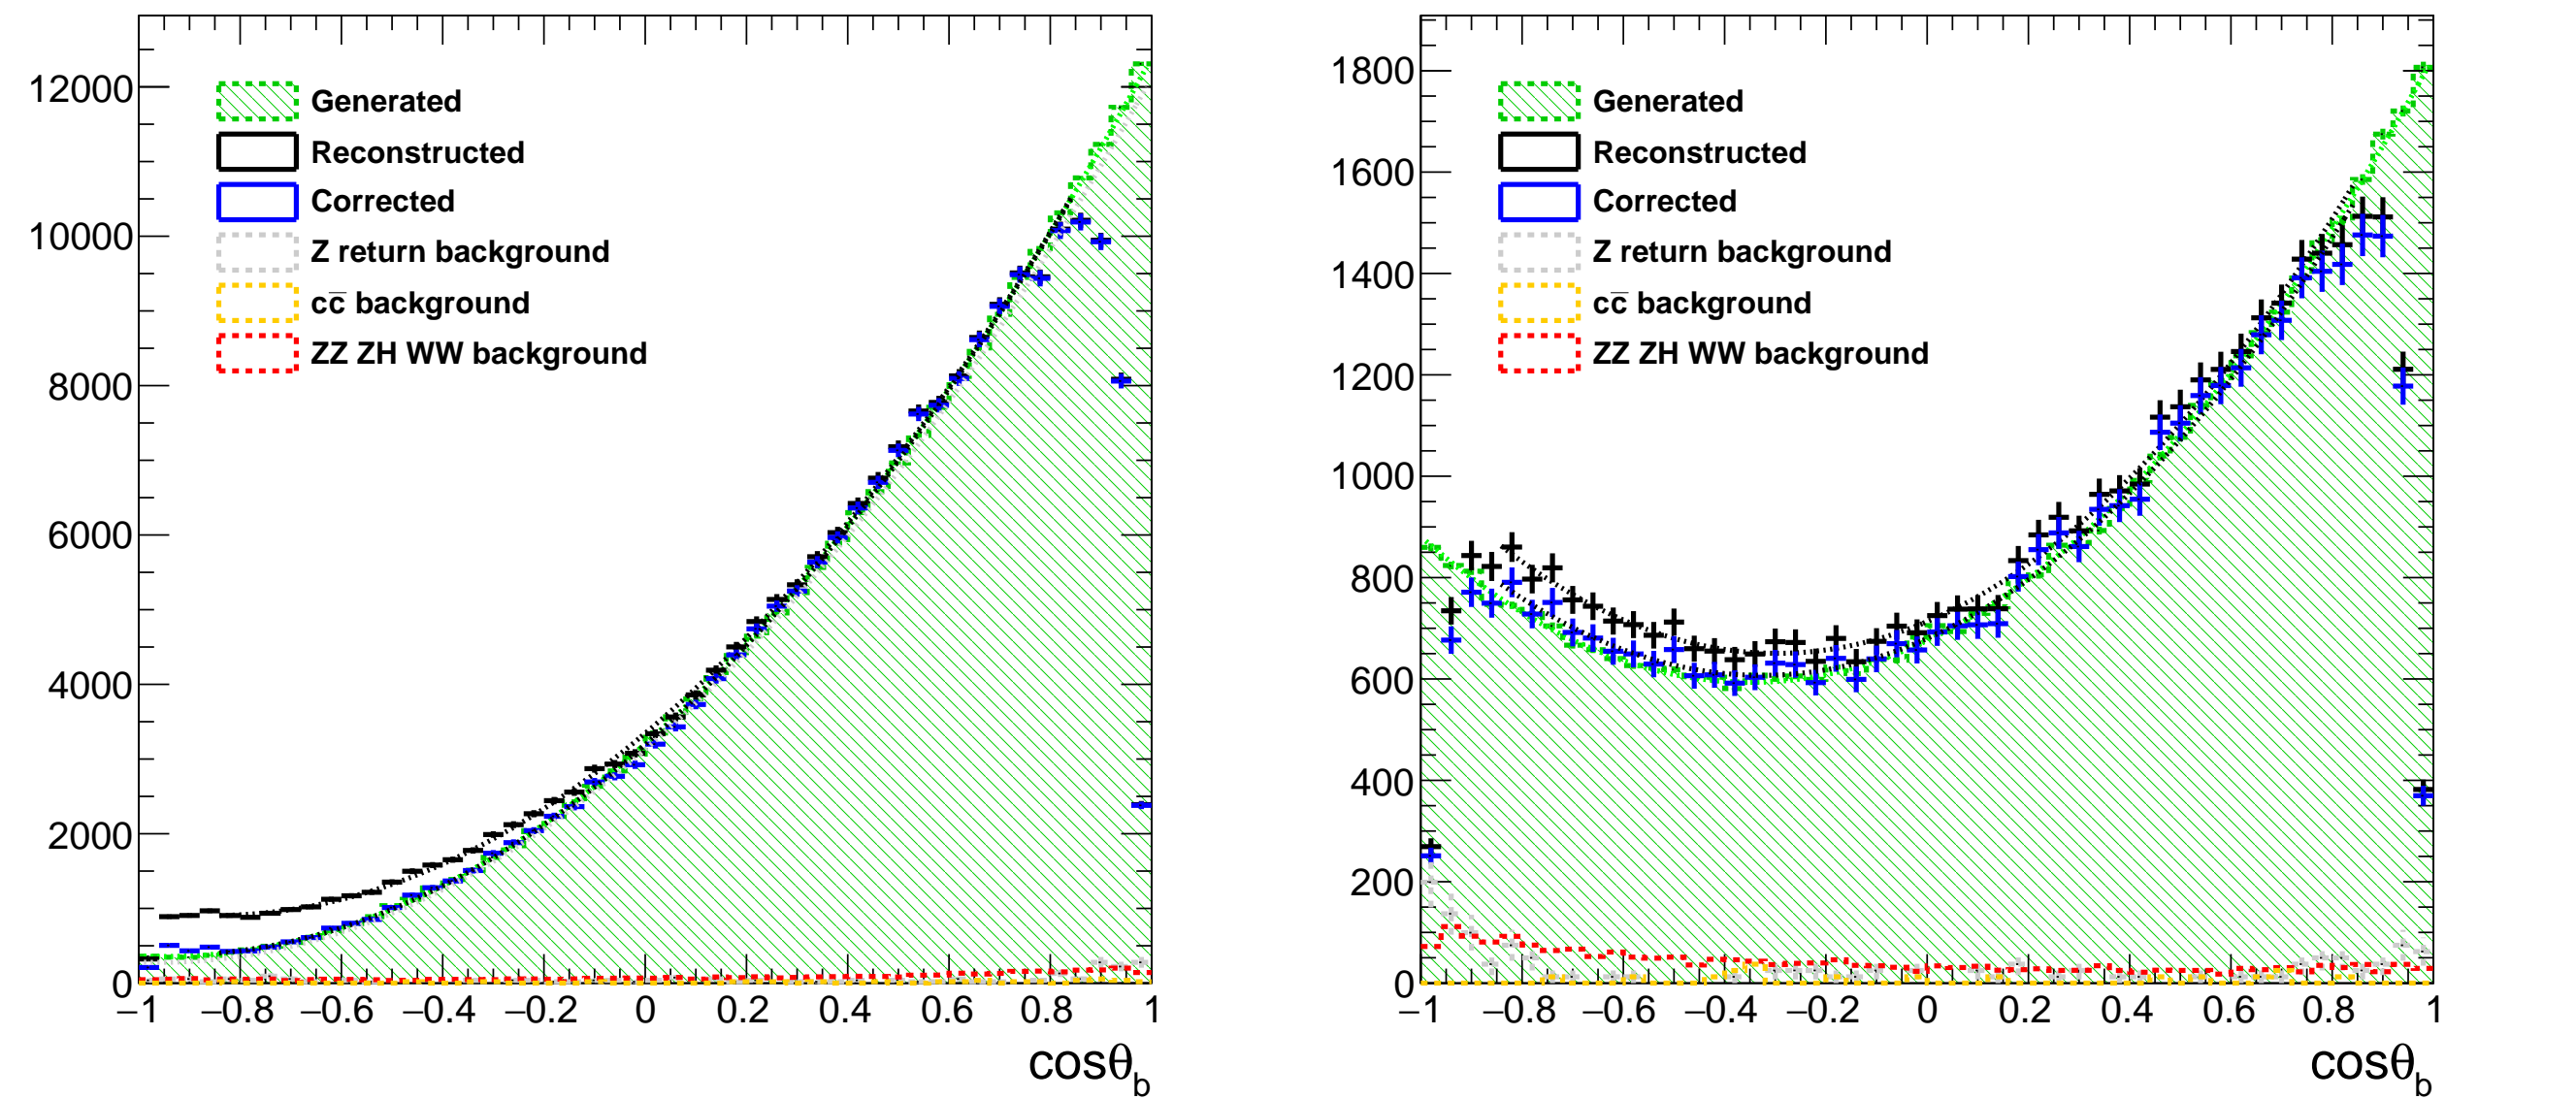 12000
10000
8000
6000
4000
2000
0
Generated
Reconstructed
Corrected
Z return background
cc̅ background
ZZ ZH WW background
−1 −0.8 −0.6 −0.4 −0.2 0 0.2 0.4 0.6 0.8 1
cosθb
1800
1600
1400
1200
1000
800
600
400
200
0
Generated
Reconstructed
Corrected
Z return background
cc̅ background
ZZ ZH WW background
−1 −0.8 −0.6 −0.4 −0.2 0 0.2 0.4 0.6 0.8 1
cosθb